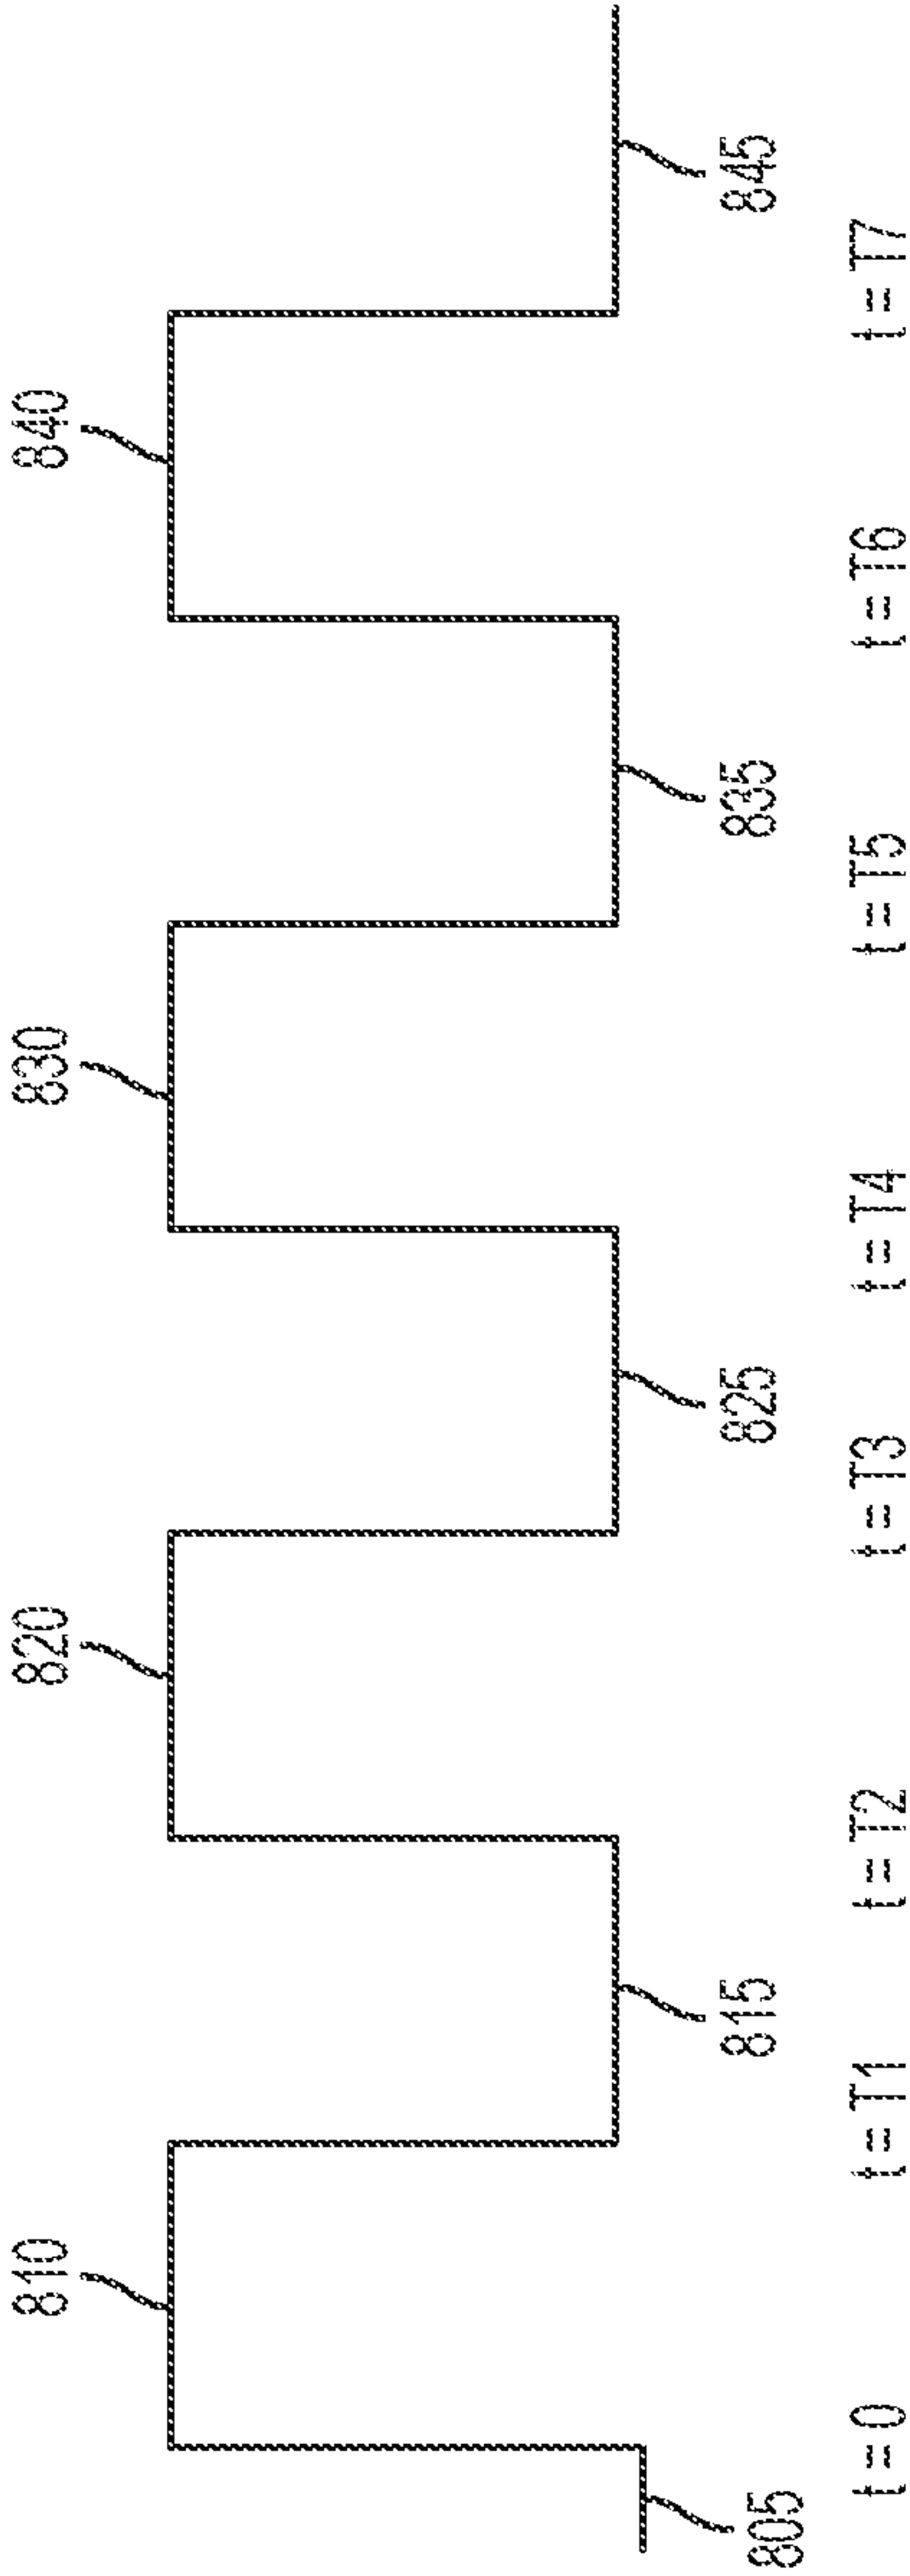 810 820 830 840
805 815 825 835 845
t = 0 t = T1 t = T2 t = T3 t = T4 t = T5 t = T6 t = T7